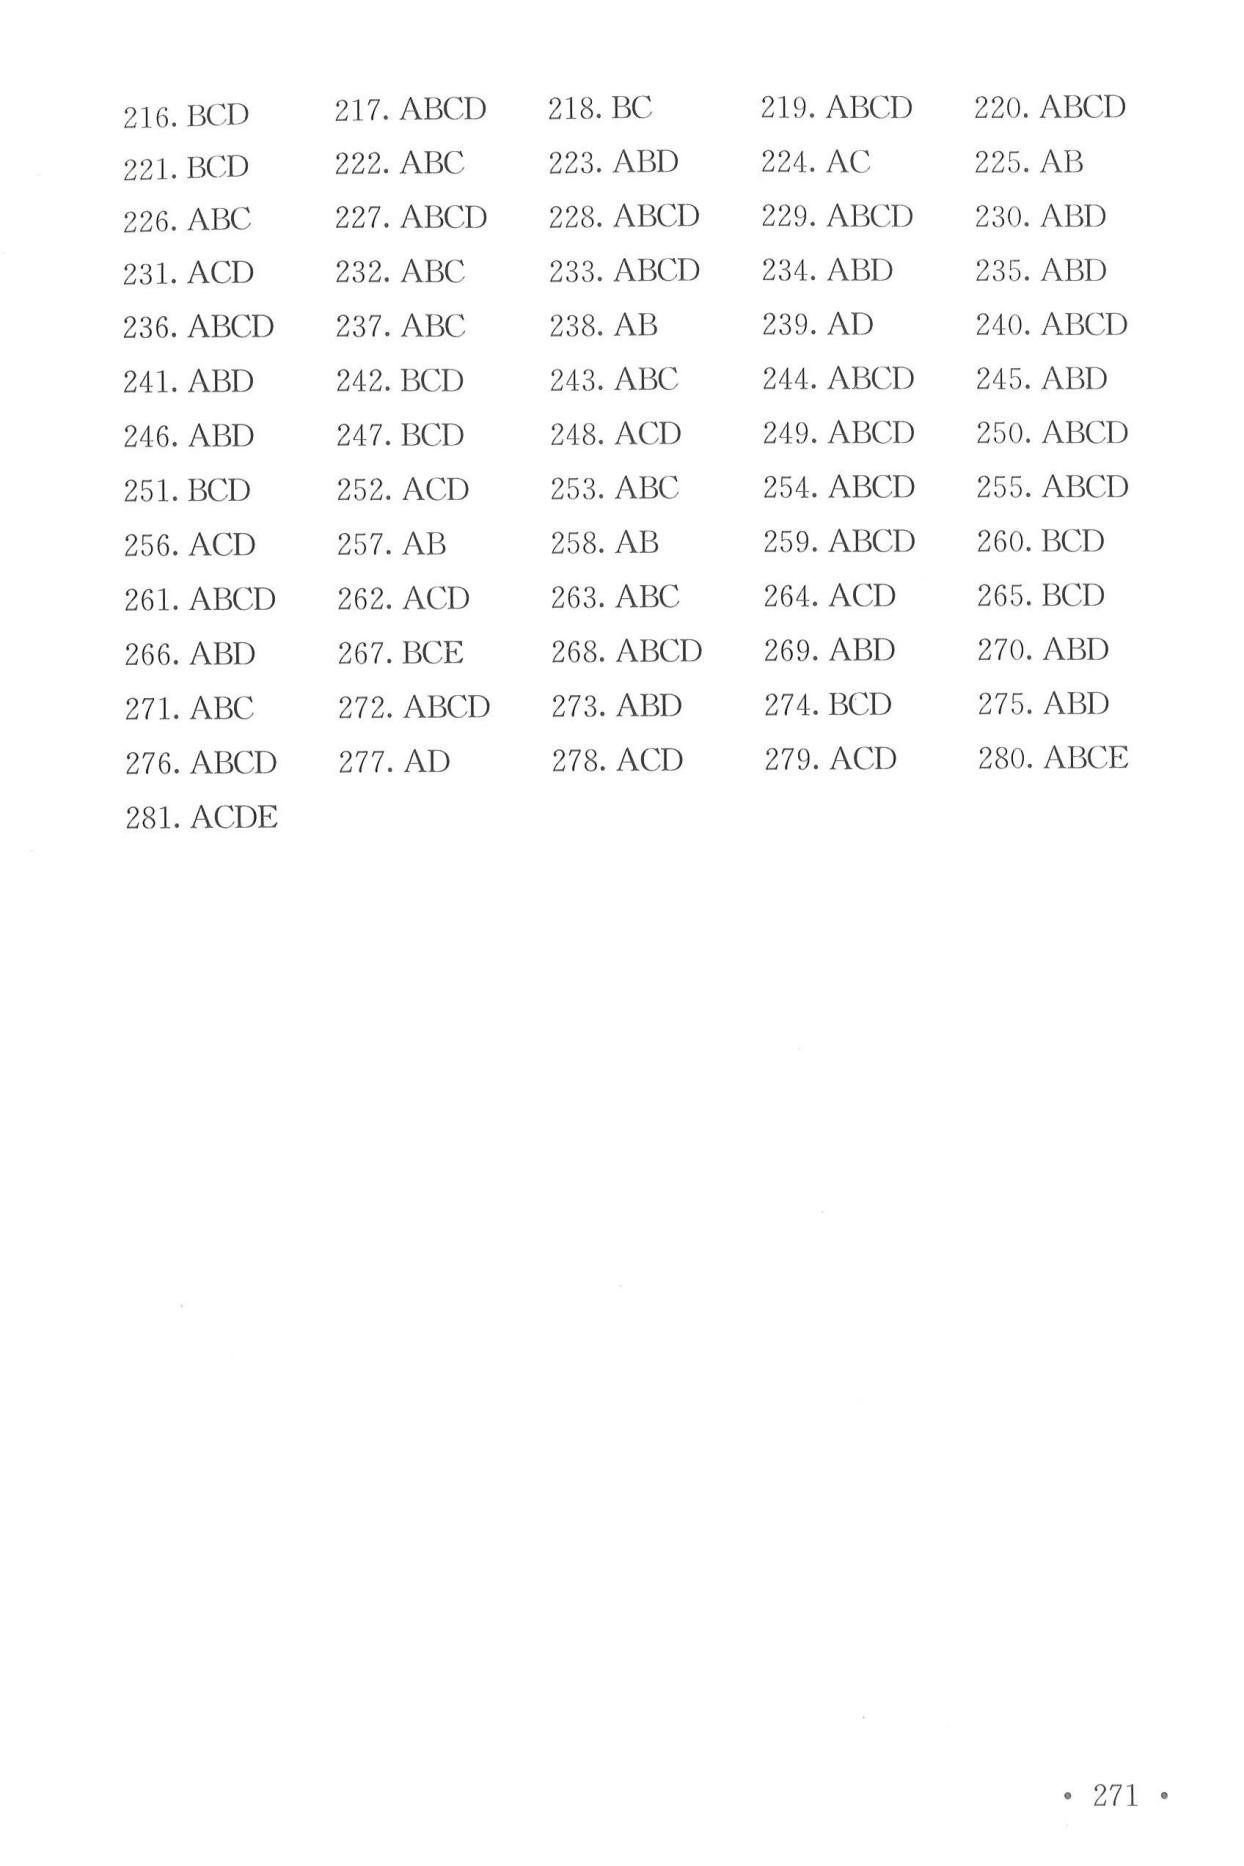 216. BCD 217. ABCD 218. BC 219. ABCD 220. ABCD
221. BCD 222. ABC 223. ABD 224. AC 225. AB
226. ABC 227. ABCD 228. ABCD 229. ABCD 230. ABD
231. ACD 232. ABC 233. ABCD 234. ABD 235. ABD
236. ABCD 237. ABC 238. AB 239. AD 240. ABCD
241. ABD 242. BCD 243. ABC 244. ABCD 245. ABD
246. ABD 247. BCD 248. ACD 249. ABCD 250. ABCD
251. BCD 252. ACD 253. ABC 254. ABCD 255. ABCD
256. ACD 257. AB 258. AB 259. ABCD 260. BCD
261. ABCD 262. ACD 263. ABC 264. ACD 265. BCD
266. ABD 267. BCE 268. ABCD 269. ABD 270. ABD
271. ABC 272. ABCD 273. ABD 274. BCD 275. ABD
276. ABCD 277. AD 278. ACD 279. ACD 280. ABCE
281. ACDE
• 271 •